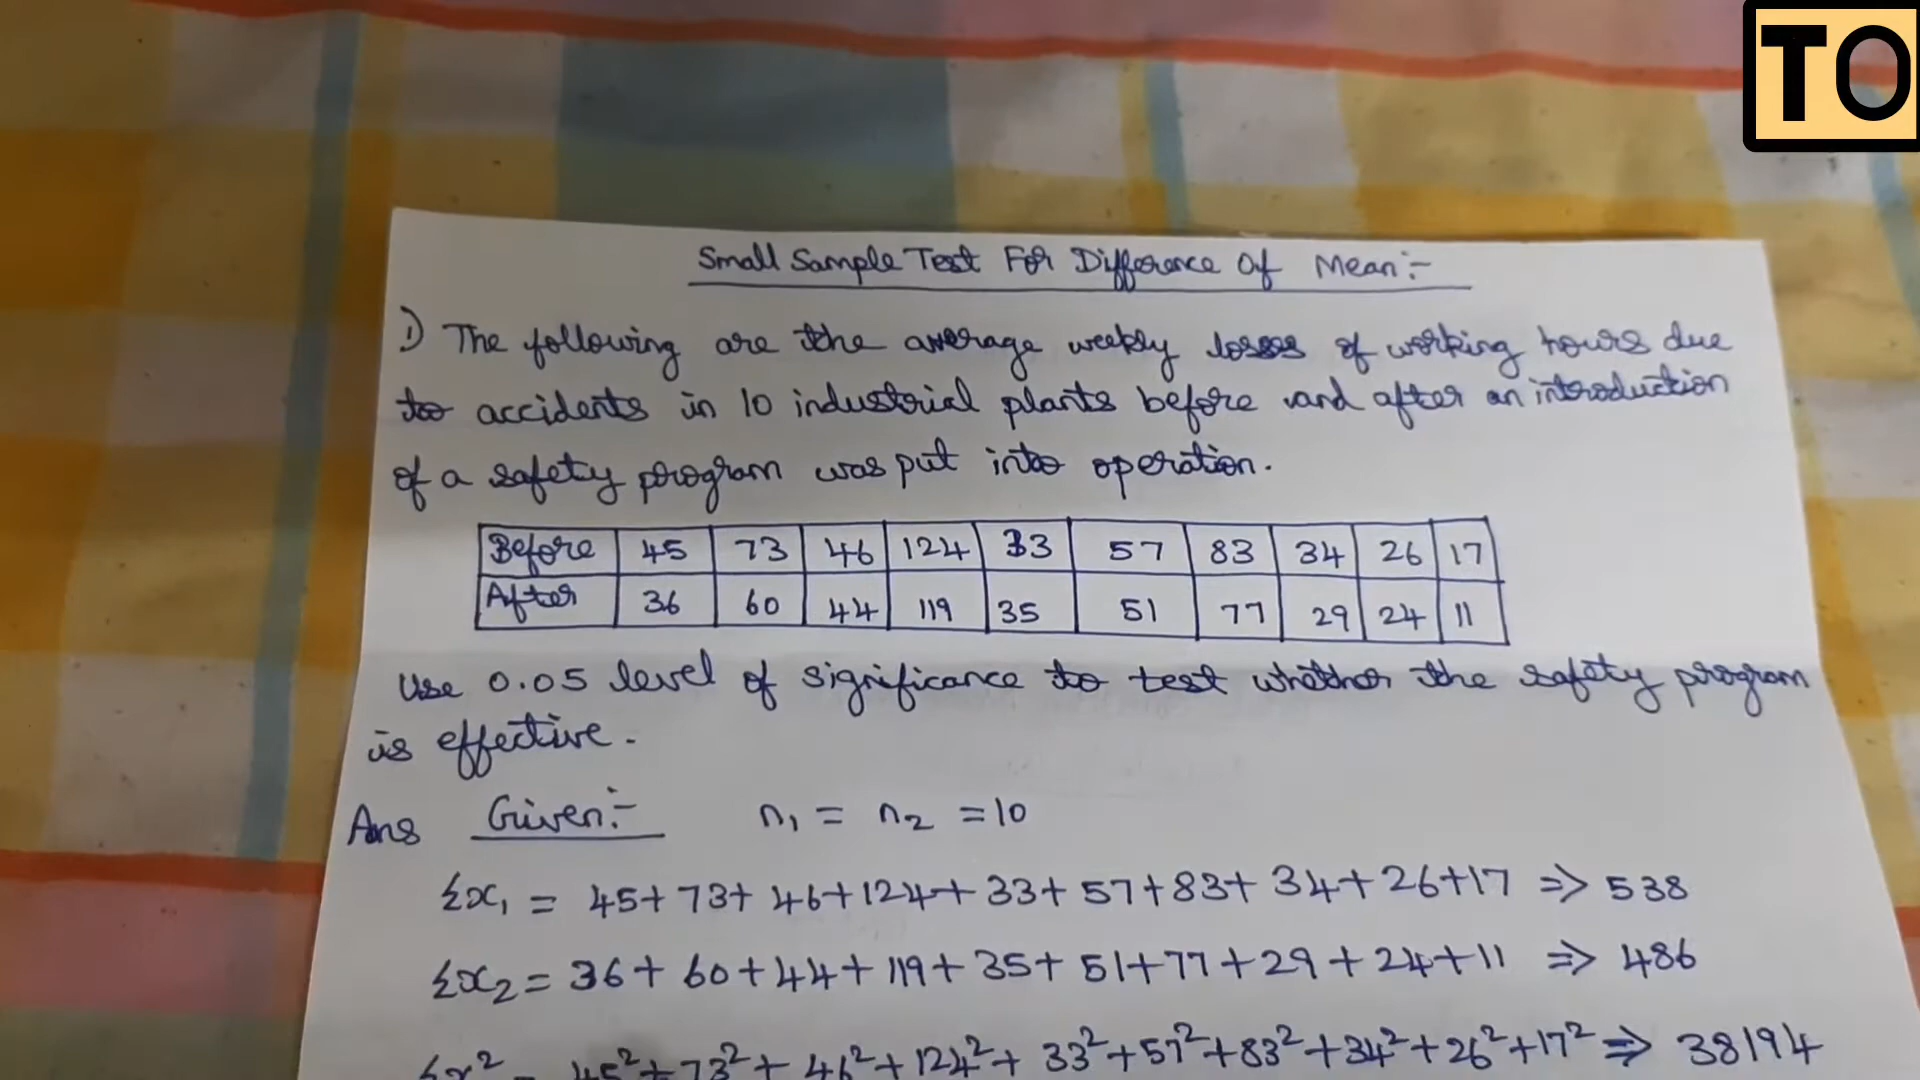 TO
Small Sample Test For Difference Of Mean:-
1) The following are the average weekly losses of working hours due
to accidents in 10 industrial plants before and after an introduction
of a safety program was put into operation.
Before 45 73 46 124 33 57 83 34 26 17
After 36 60 44 119 35 51 77 29 24 11
Use 0.05 level of significance to test whether the safety program
is effective.
Ans Given:- n₁ = n₂ = 10
Σx₁ = 45+73+46+124+33+57+83+34+26+17 => 538
Σx₂ = 36+60+44+119+35+51+77+29+24+11 => 486
45²+73²+46²+124²+33²+57²+83²+34²+26²+17² => 38194